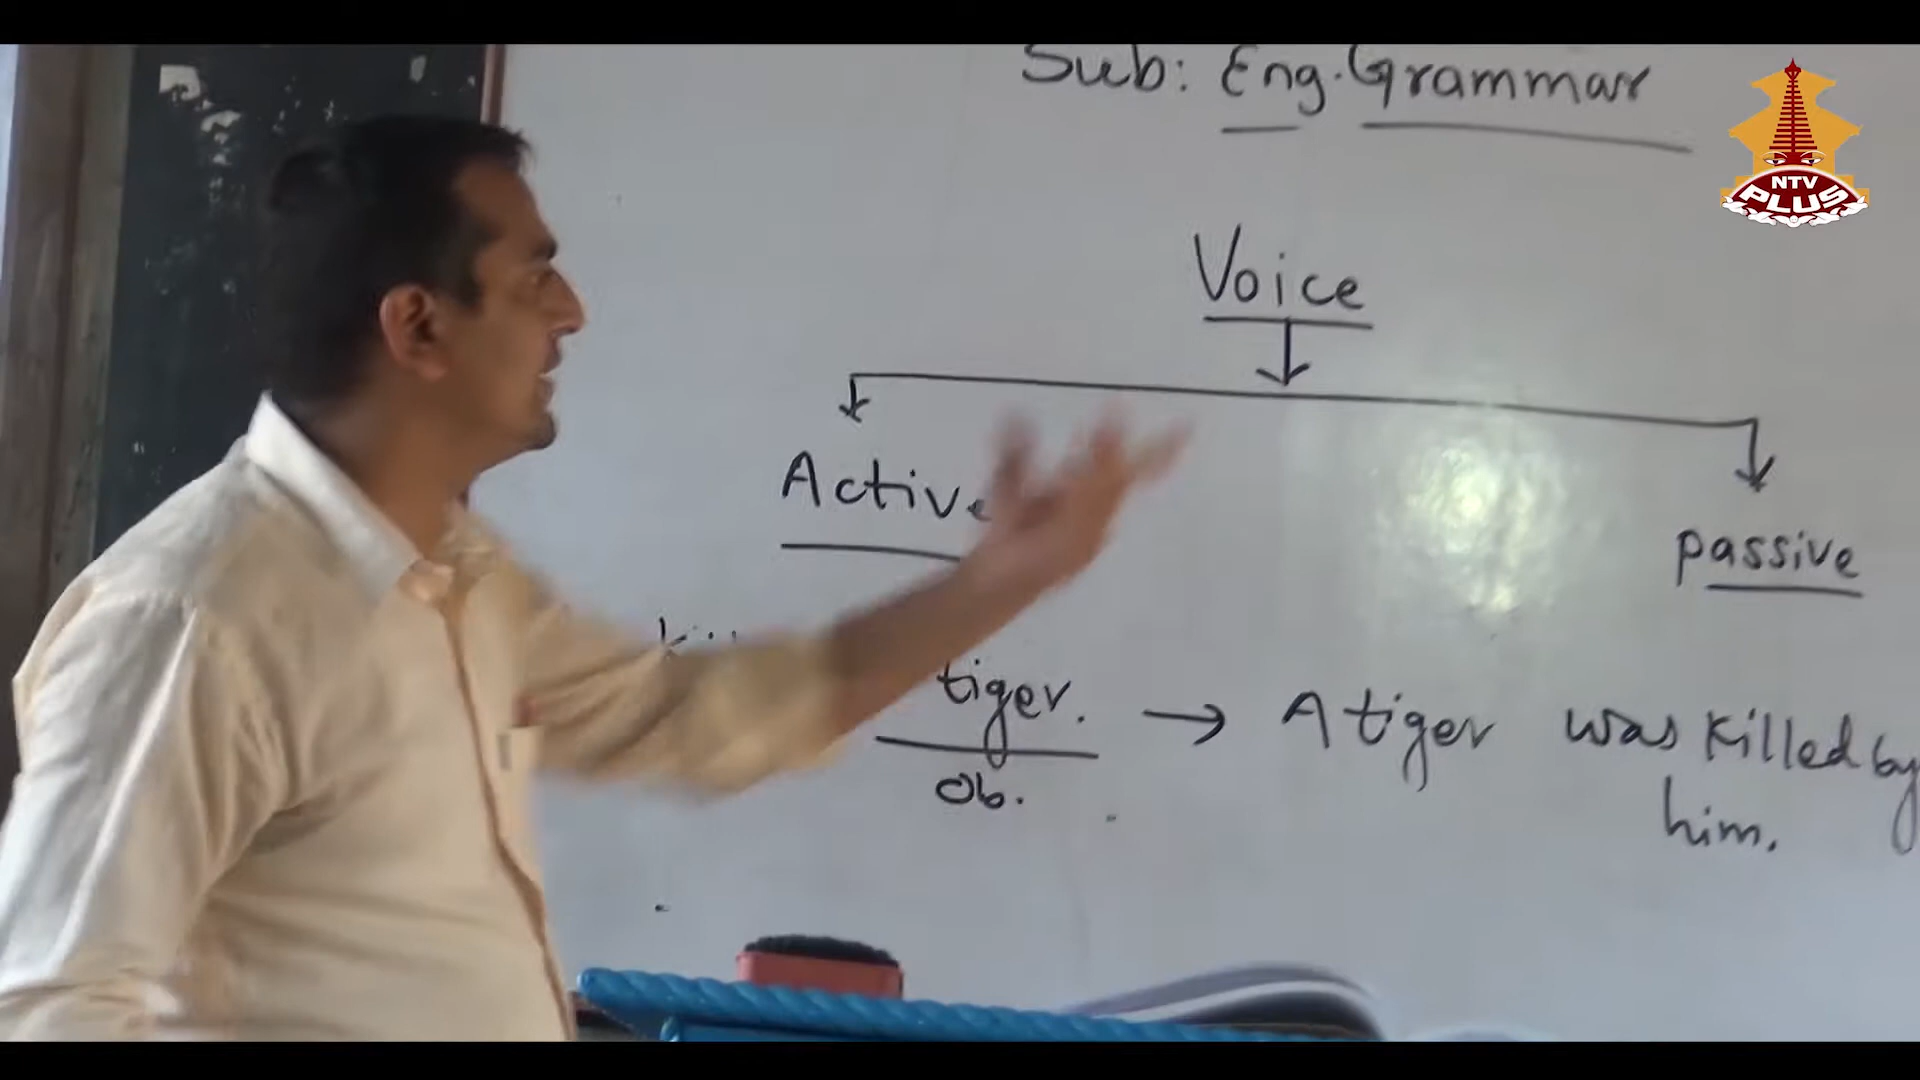 Sub: Eng. Grammar
NTV
PLUS
Voice
Active
passive
tiger. → A tiger was killed by
him.
Ob.